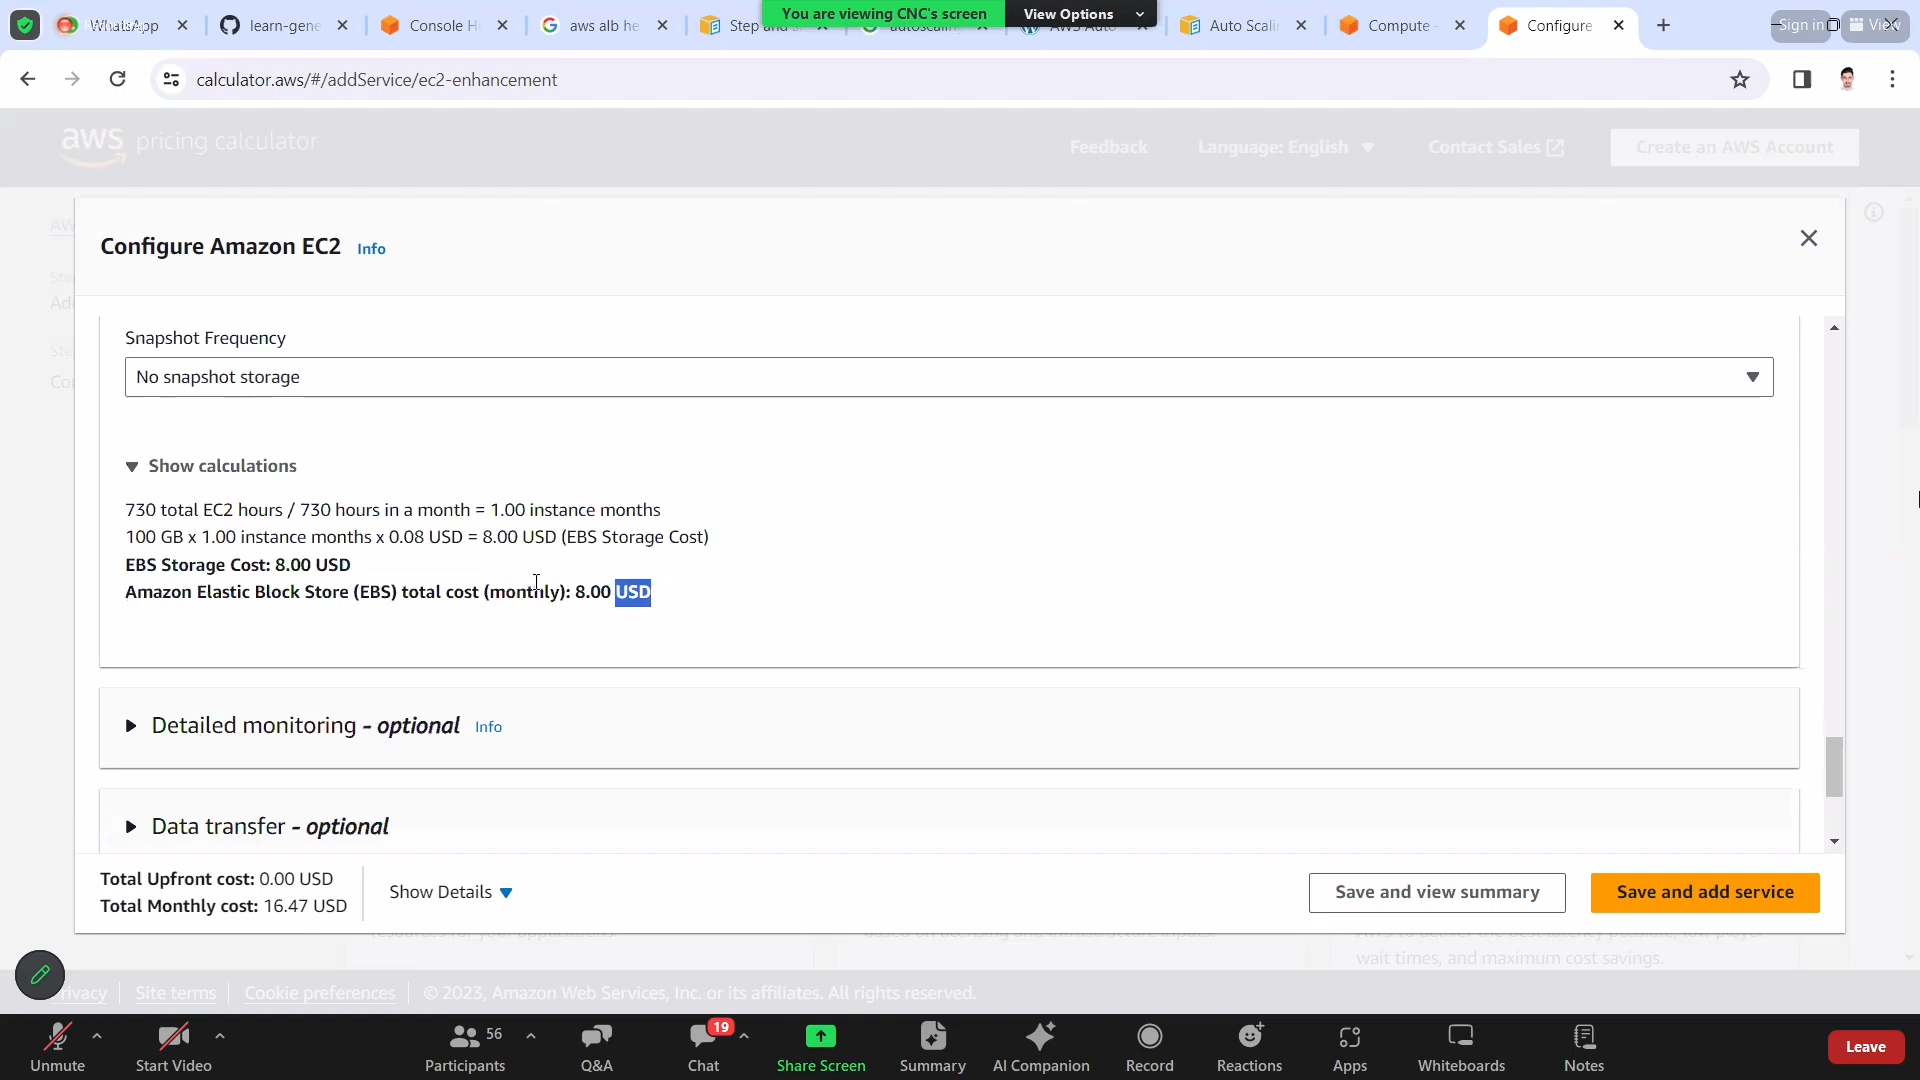 WhatsApp
learn-gene
Console H
aws alb he
Step and s
autoscalin
AWS Auto
Auto Scali
Compute -
Configure
You are viewing CNC's screen
View Options
Sign in
View
calculator.aws/#/addService/ec2-enhancement
aws pricing calculator
Feedback
Language: English
Contact Sales
Create an AWS Account
Configure Amazon EC2 Info
Snapshot Frequency
No snapshot storage
Show calculations
730 total EC2 hours / 730 hours in a month = 1.00 instance months
100 GB x 1.00 instance months x 0.08 USD = 8.00 USD (EBS Storage Cost)
EBS Storage Cost: 8.00 USD
Amazon Elastic Block Store (EBS) total cost (monthly): 8.00 USD
Detailed monitoring - optional Info
Data transfer - optional
Total Upfront cost: 0.00 USD
Total Monthly cost: 16.47 USD
Show Details
Save and view summary
Save and add service
resources for your applications.
wait times, and maximum cost savings.
Site terms
Cookie preferences
© 2023, Amazon Web Services, Inc. or its affiliates. All rights reserved.
Unmute
Start Video
Participants
56
Q&A
Chat
19
Share Screen
Summary
AI Companion
Record
Reactions
Apps
Whiteboards
Notes
Leave